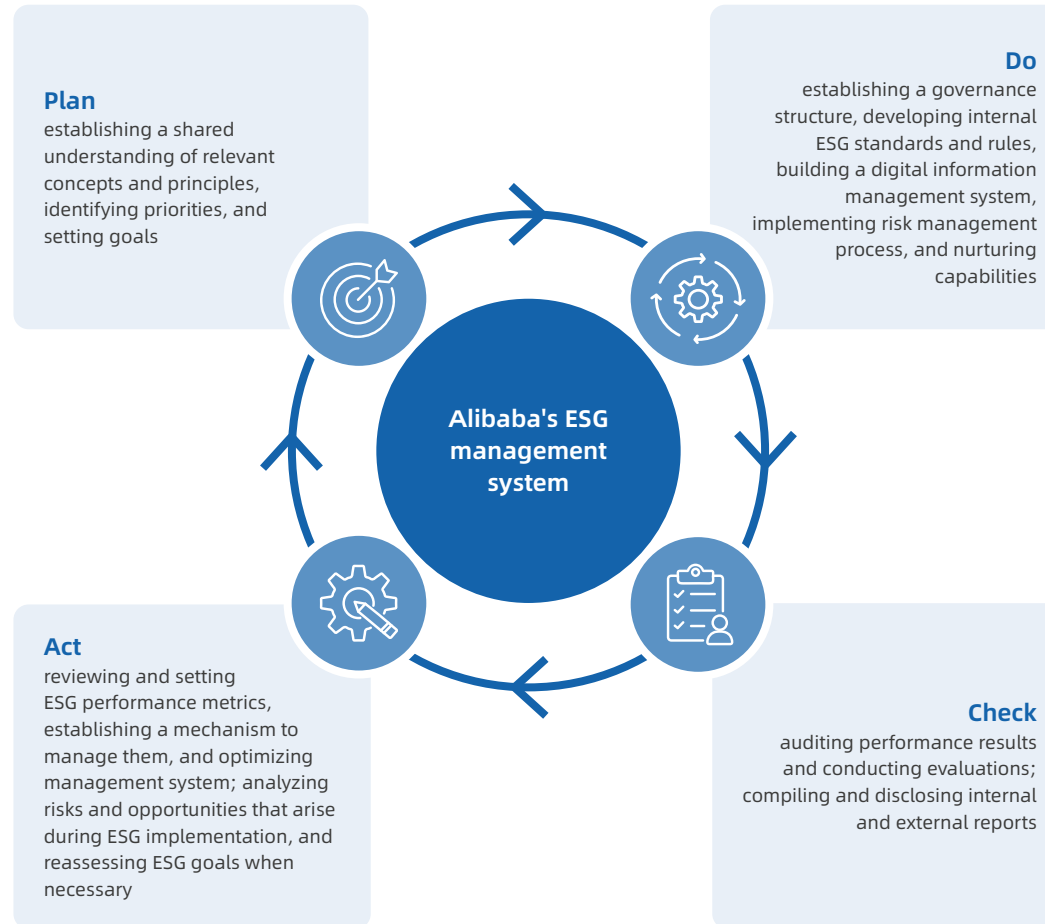 Plan
establishing a shared
understanding of relevant
concepts and principles,
identifying priorities, and
setting goals
Do
establishing a governance
structure, developing internal
ESG standards and rules,
building a digital information
management system,
implementing risk management
process, and nurturing
capabilities
Alibaba's ESG
management
system
Act
reviewing and setting
ESG performance metrics,
establishing a mechanism to
manage them, and optimizing
management system; analyzing
risks and opportunities that arise
during ESG implementation, and
reassessing ESG goals when
necessary
Check
auditing performance results
and conducting evaluations;
compiling and disclosing internal
and external reports